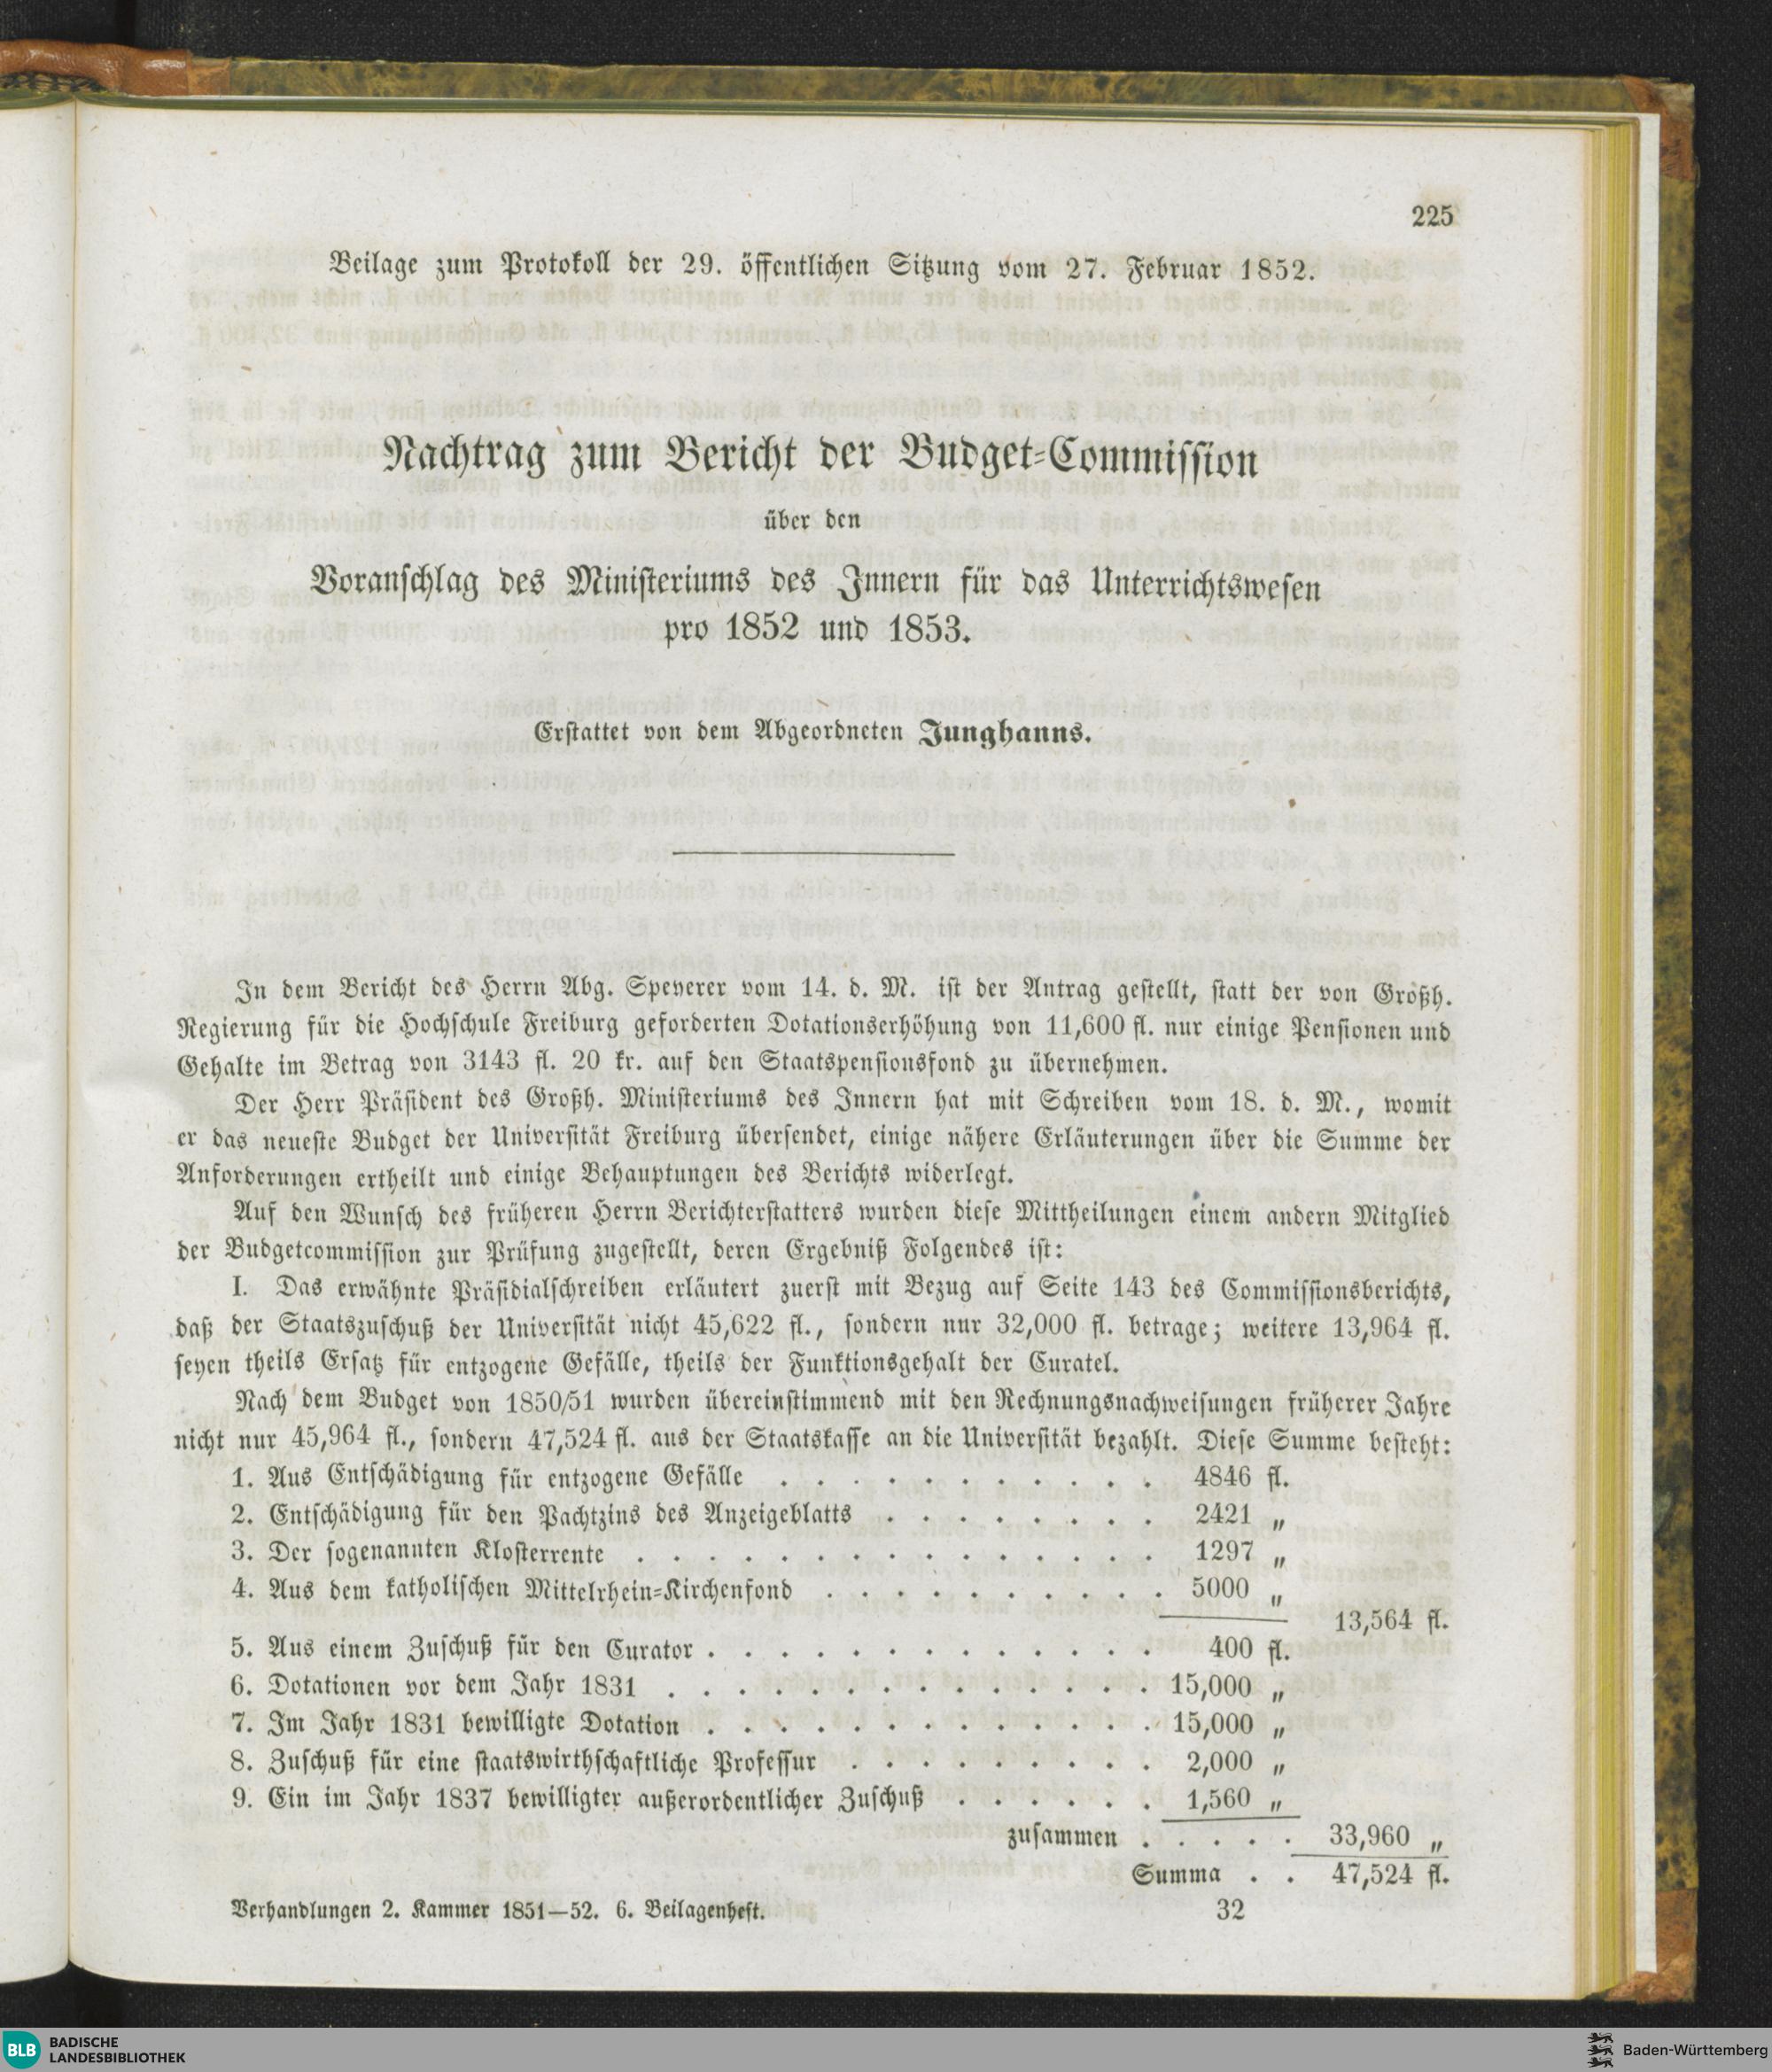 225
Beilage zum Protokoll der 29. öffentlichen Sitzung vom 27. Februar 1852.
Nachtrag zum Bericht der Budget-Commission
über den
Voranschlag des Ministeriums des Innern für das Unterrichtswesen
pro 1852 und 1853.
Erstattet von dem Abgeordneten Junghanns.
In dem Bericht des Herrn Abg. Speyerer vom 14. d. M. ist der Antrag gestellt, statt der von Großh.
Regierung für die Hochschule Freiburg geforderten Dotationserhöhung von 11,600 fl. nur einige Pensionen und
Gehalte im Betrag von 3143 fl. 20 kr. auf den Staatspensionsfond zu übernehmen.
Der Herr Präsident des Großh. Ministeriums des Innern hat mit Schreiben vom 18. d. M., womit
er das neueste Budget der Universität Freiburg übersendet, einige nähere Erläuterungen über die Summe der
Anforderungen ertheilt und einige Behauptungen des Berichts widerlegt.
Auf den Wunsch des früheren Herrn Berichterstatters wurden diese Mittheilungen einem andern Mitglied
der Budgetcommission zur Prüfung zugestellt, deren Ergebniß Folgendes ist:
I. Das erwähnte Präsidialschreiben erläutert zuerst mit Bezug auf Seite 143 des Commissionsberichts,
daß der Staatszuschuß der Universität nicht 45,622 fl., sondern nur 32,000 fl. betrage; weitere 13,964 fl.
seyen theils Ersatz für entzogene Gefälle, theils der Funktionsgehalt der Curatel.
Nach dem Budget von 1850/51 wurden übereinstimmend mit den Rechnungsnachweisungen früherer Jahre
nicht nur 45,964 fl., sondern 47,524 fl. aus der Staatskasse an die Universität bezahlt. Diese Summe besteht:
1. Aus Entschädigung für entzogene Gefälle . . . . . . . . . . . 4846 fl.
2. Entschädigung für den Pachtzins des Anzeigeblatts . . . . . . . . 2421 „
3. Der sogenannten Klosterrente . . . . . . . . . . . . . . . 1297 „
4. Aus dem katholischen Mittelrhein-Kirchenfond . . . . . . . . . . 5000 „
13,564 fl.
5. Aus einem Zuschuß für den Curator . . . . . . . . . . . . . 400 fl.
6. Dotationen vor dem Jahr 1831 . . . . . . . . . . . . . . 15,000 „
7. Im Jahr 1831 bewilligte Dotation . . . . . . . . . . . . . 15,000 „
8. Zuschuß für eine staatswirthschaftliche Professur . . . . . . . . . 2,000 „
9. Ein im Jahr 1837 bewilligter außerordentlicher Zuschuß . . . . . . 1,560 „
zusammen . . . . . 33,960 „
Summa . . 47,524 fl.
Verhandlungen 2. Kammer 1851—52. 6. Beilagenheft. 32
BLB BADISCHE
LANDESBIBLIOTHEK
Baden-Württemberg